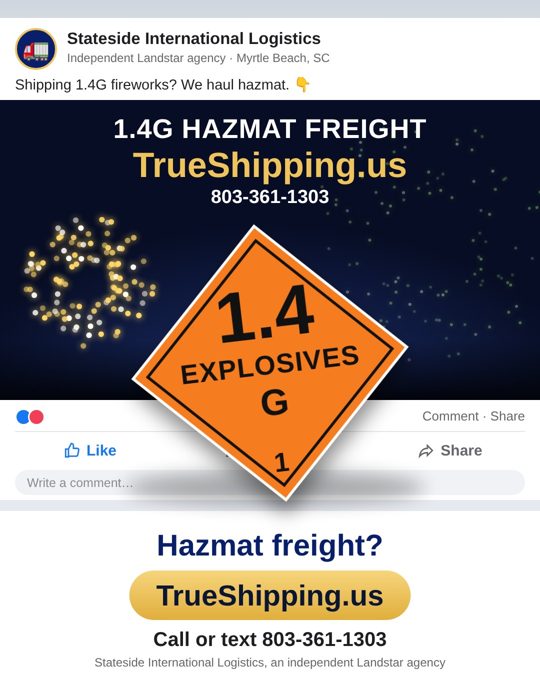 Stateside International Logistics
Independent Landstar agency · Myrtle Beach, SC
Shipping 1.4G fireworks? We haul hazmat. 👇
1.4G HAZMAT FREIGHT
TrueShipping.us
803-361-1303
1.4
EXPLOSIVES
G
1
Comment · Share
Like
Share
Write a comment…
Hazmat freight?
TrueShipping.us
Call or text 803-361-1303
Stateside International Logistics, an independent Landstar agency